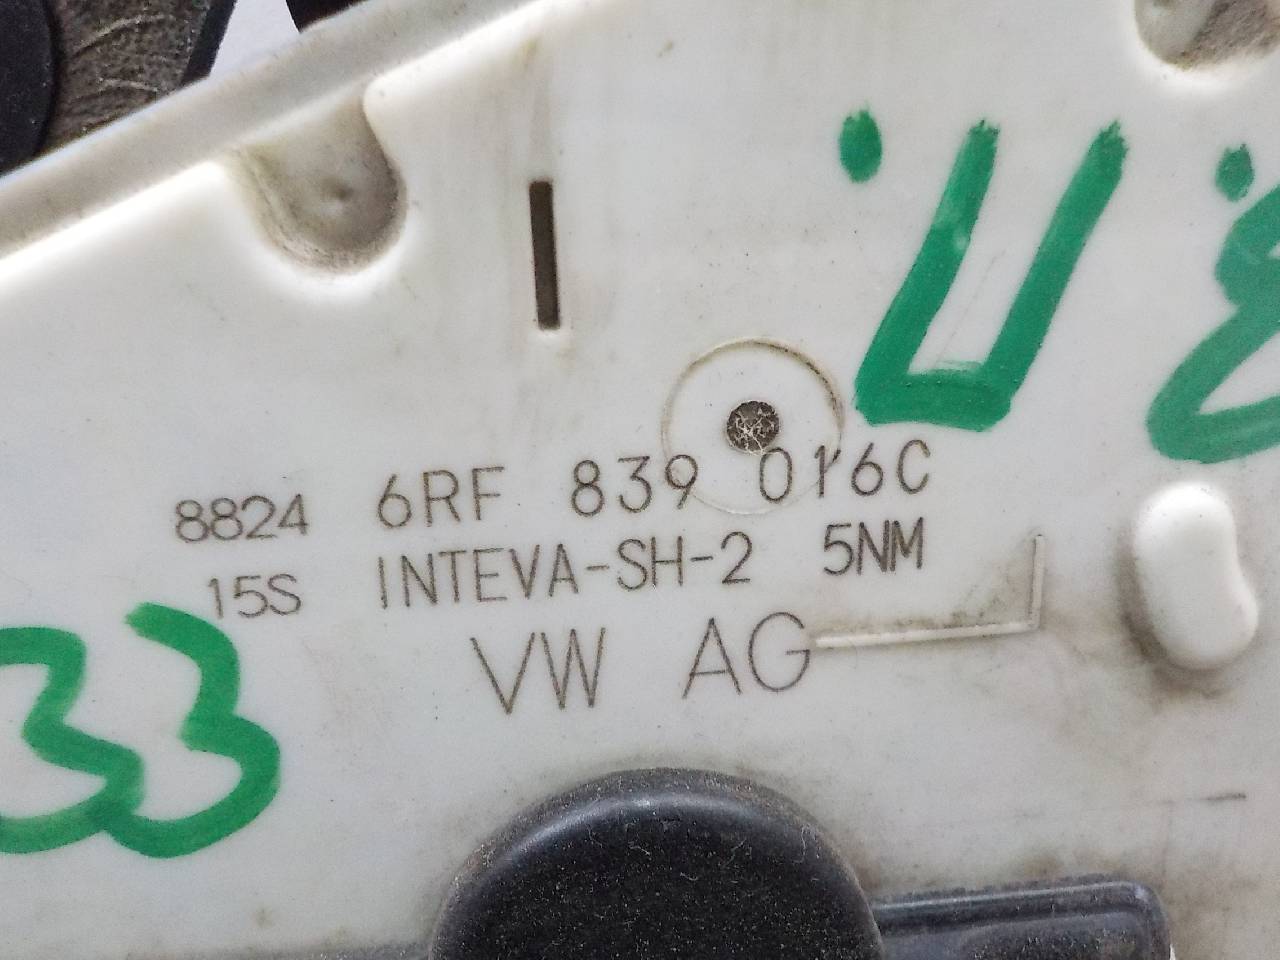 8824 6RF 839 016C
15S INTEVA-SH-2 5NM
VW AG
33